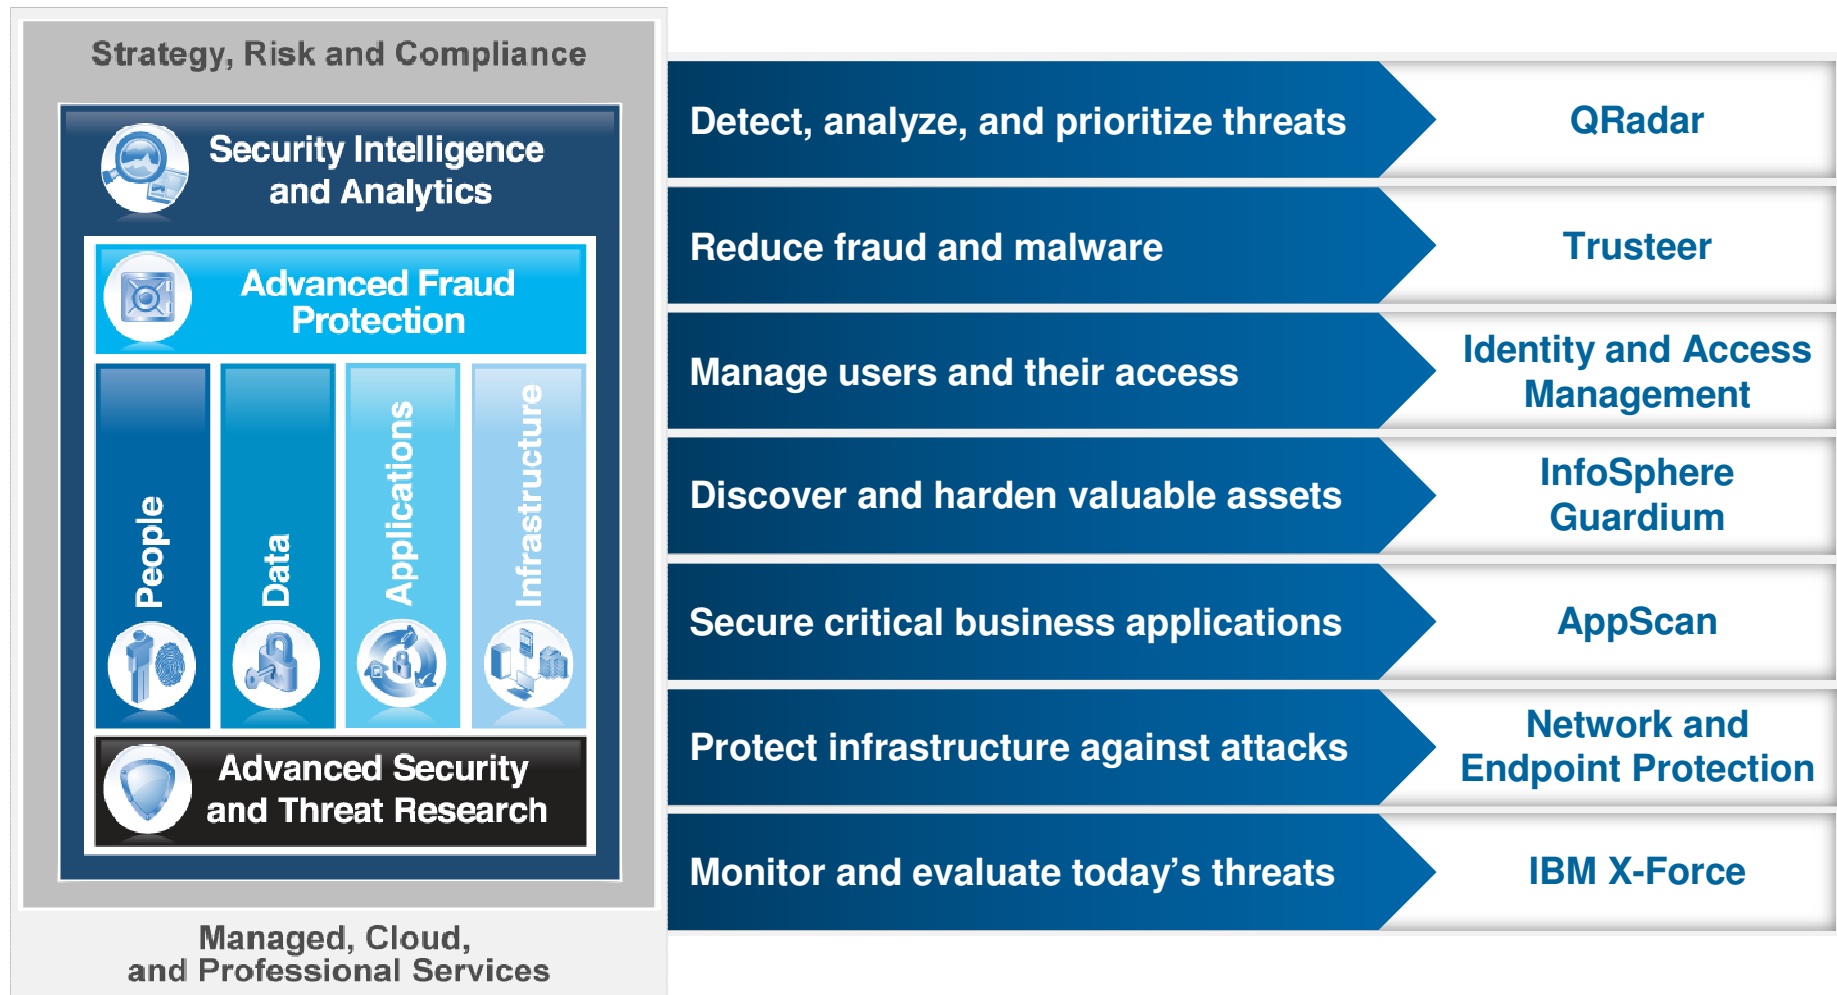 Strategy, Risk and Compliance
Security Intelligence
and Analytics
Advanced Fraud
Protection
People
Data
Applications
Infrastructure
Advanced Security
and Threat Research
Managed, Cloud,
and Professional Services
Detect, analyze, and prioritize threats
QRadar
Reduce fraud and malware
Trusteer
Manage users and their access
Identity and Access
Management
Discover and harden valuable assets
InfoSphere
Guardium
Secure critical business applications
AppScan
Protect infrastructure against attacks
Network and
Endpoint Protection
Monitor and evaluate today’s threats
IBM X-Force